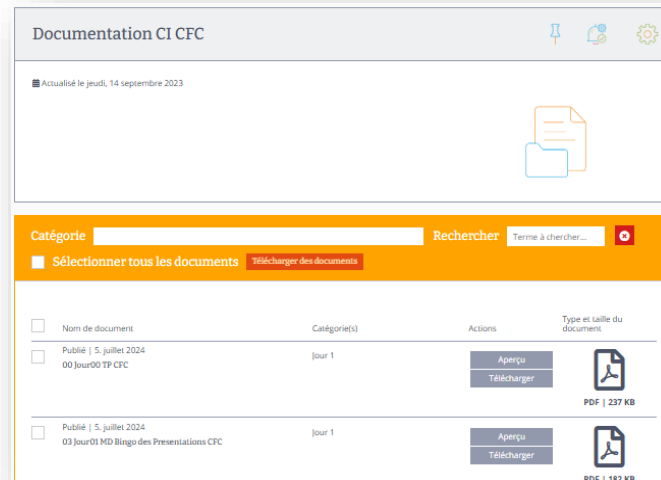 Documentation CI CFC
Actualisé le jeudi, 14 septembre 2023
Catégorie
Rechercher
Terme à chercher...
Sélectionner tous les documents
Télécharger des documents
Nom de document
Catégorie(s)
Actions
Type et taille du
document
Publié | 5. juillet 2024
00 Jour00 TP CFC
Jour 1
Aperçu
Télécharger
PDF | 237 KB
Publié | 5. juillet 2024
03 Jour01 MD Bingo des Presentations CFC
Jour 1
Aperçu
Télécharger
PDF | 182 KB